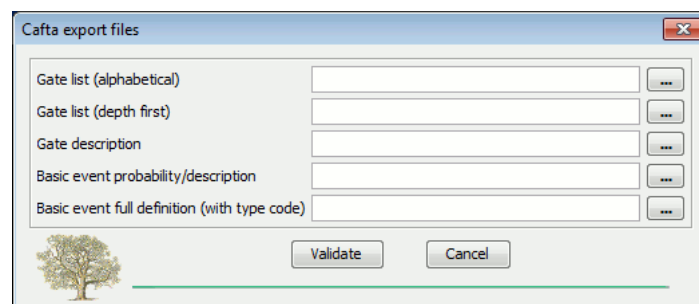 Cafta export files
Gate list (alphabetical)
...
Gate list (depth first)
...
Gate description
...
Basic event probability/description
...
Basic event full definition (with type code)
...
Validate Cancel